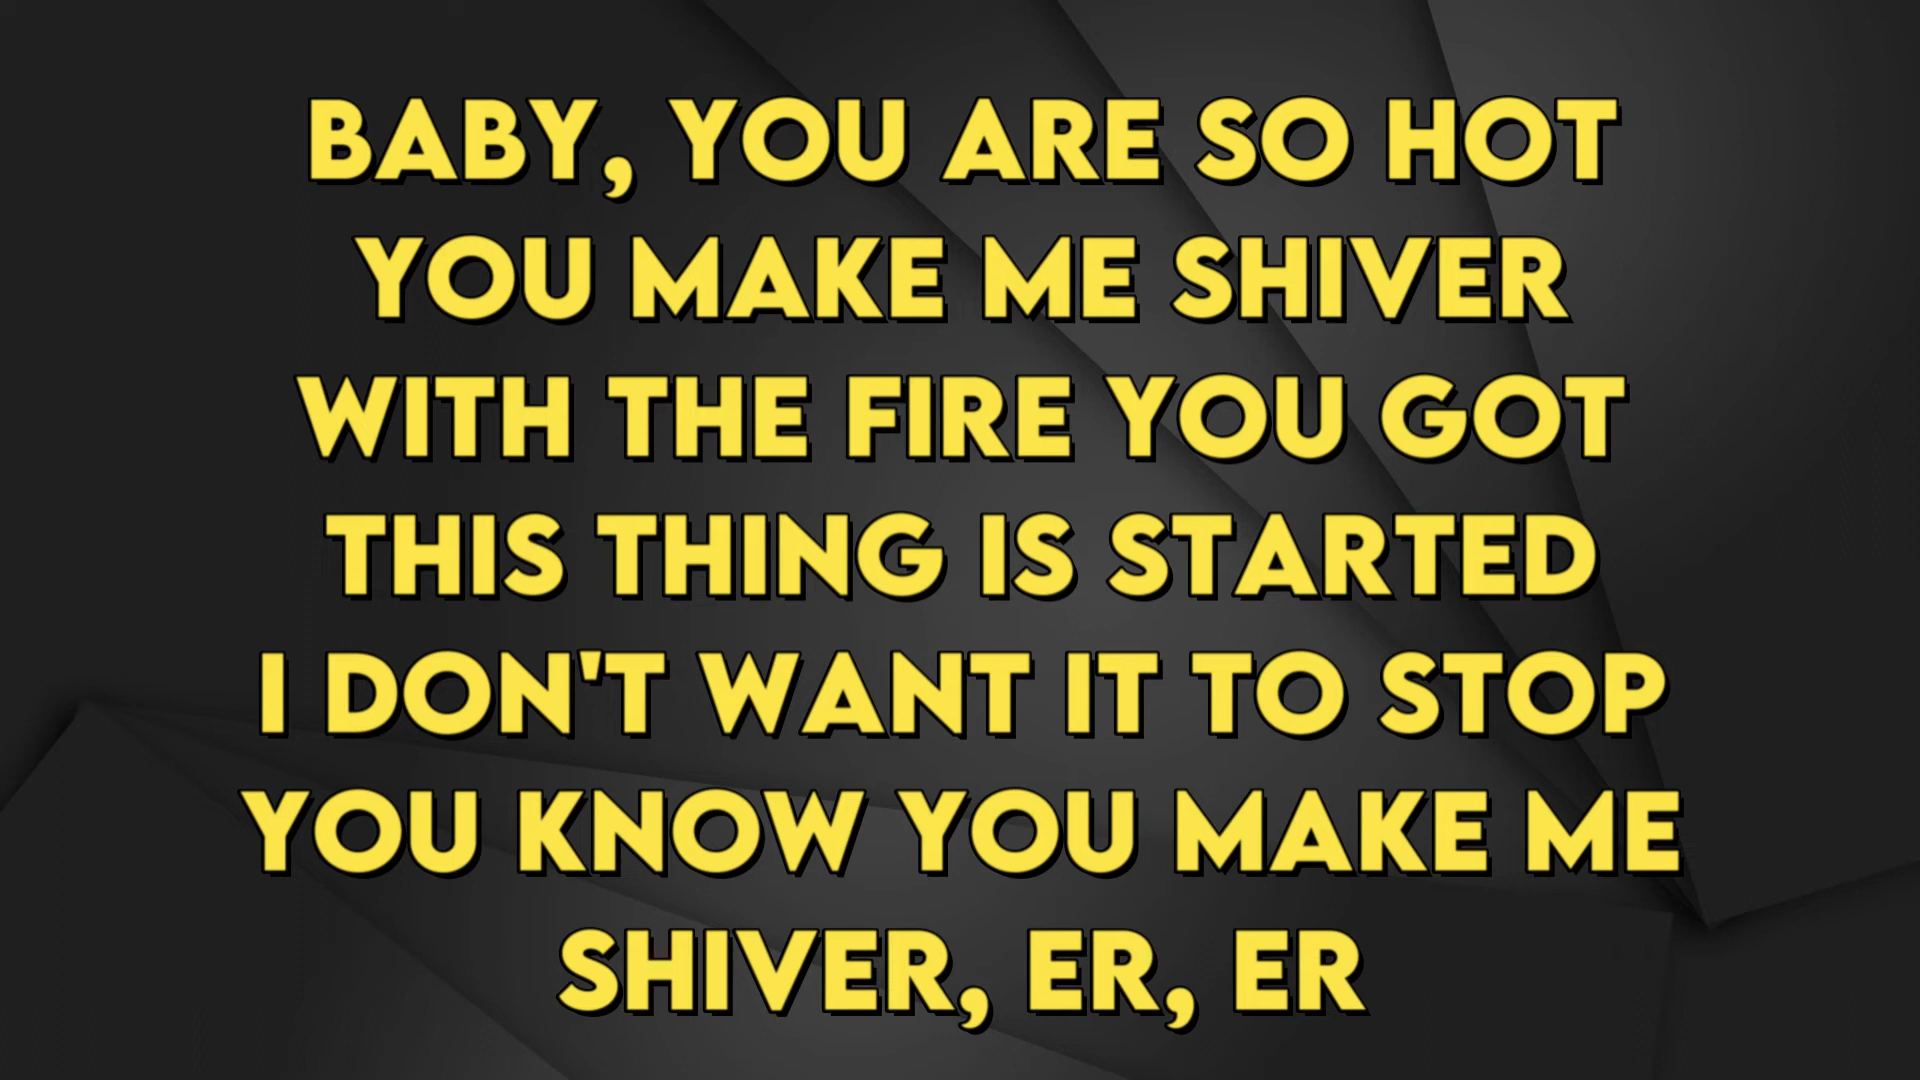 BABY, YOU ARE SO HOT
YOU MAKE ME SHIVER
WITH THE FIRE YOU GOT
THIS THING IS STARTED
I DON'T WANT IT TO STOP
YOU KNOW YOU MAKE ME
SHIVER, ER, ER